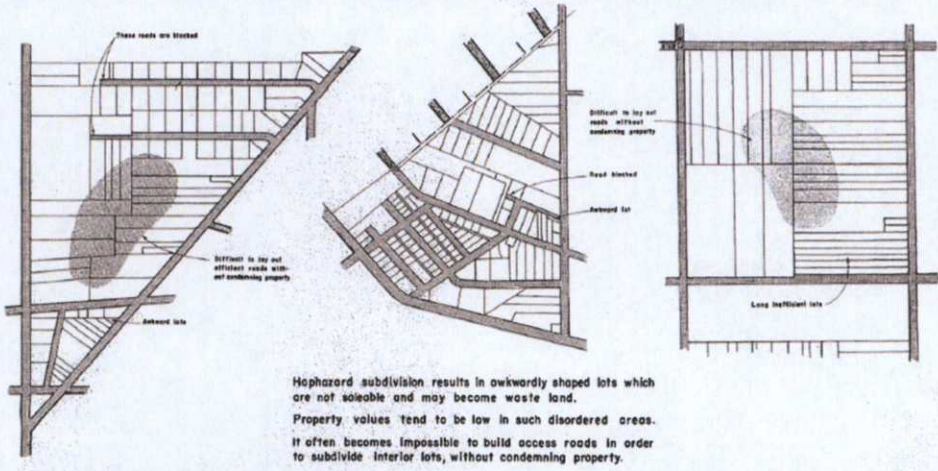 These roads are blocked
Difficult to lay out
efficient roads with-
out condemning property
Awkward lots
Difficult to lay out
roads without
condemning property
Road blocked
Awkward lot
Long inefficient lots
Haphazard subdivision results in awkwardly shaped lots which
are not saleable and may become waste land.
Property values tend to be low in such disordered areas.
It often becomes impossible to build access roads in order
to subdivide interior lots, without condemning property.